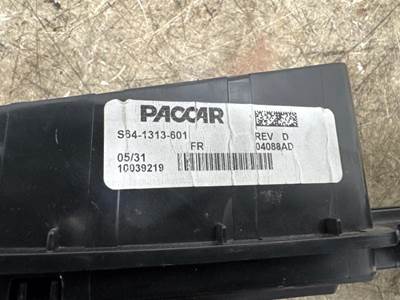 PACCAR
S64-1313-601 REV D
FR 04088AD
05/31
10039219